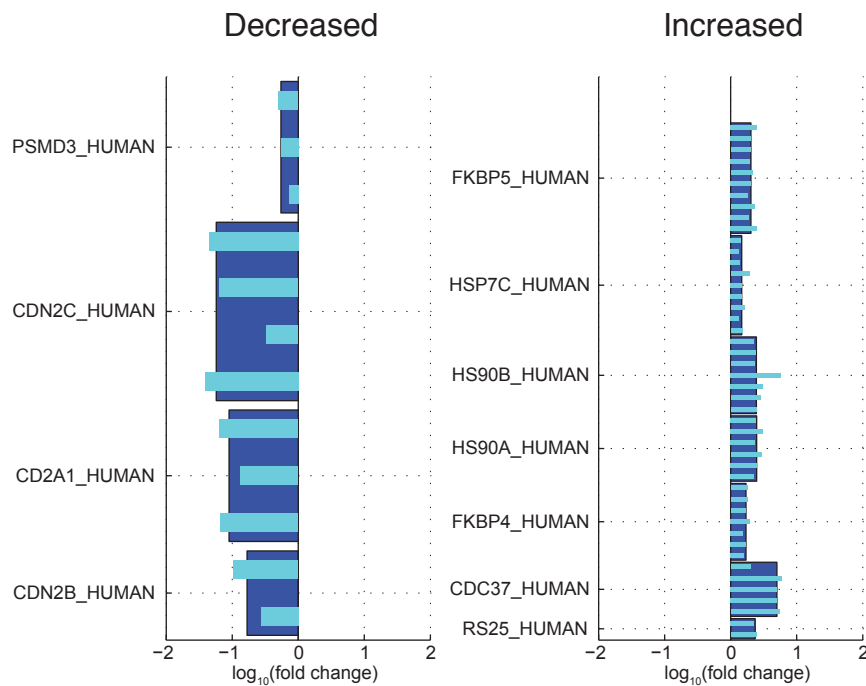 Decreased
PSMD3_HUMAN
CDN2C_HUMAN
CD2A1_HUMAN
CDN2B_HUMAN
−2 −1 0 1 2
log10(fold change)
Increased
FKBP5_HUMAN
HSP7C_HUMAN
HS90B_HUMAN
HS90A_HUMAN
FKBP4_HUMAN
CDC37_HUMAN
RS25_HUMAN
−2 −1 0 1 2
log10(fold change)